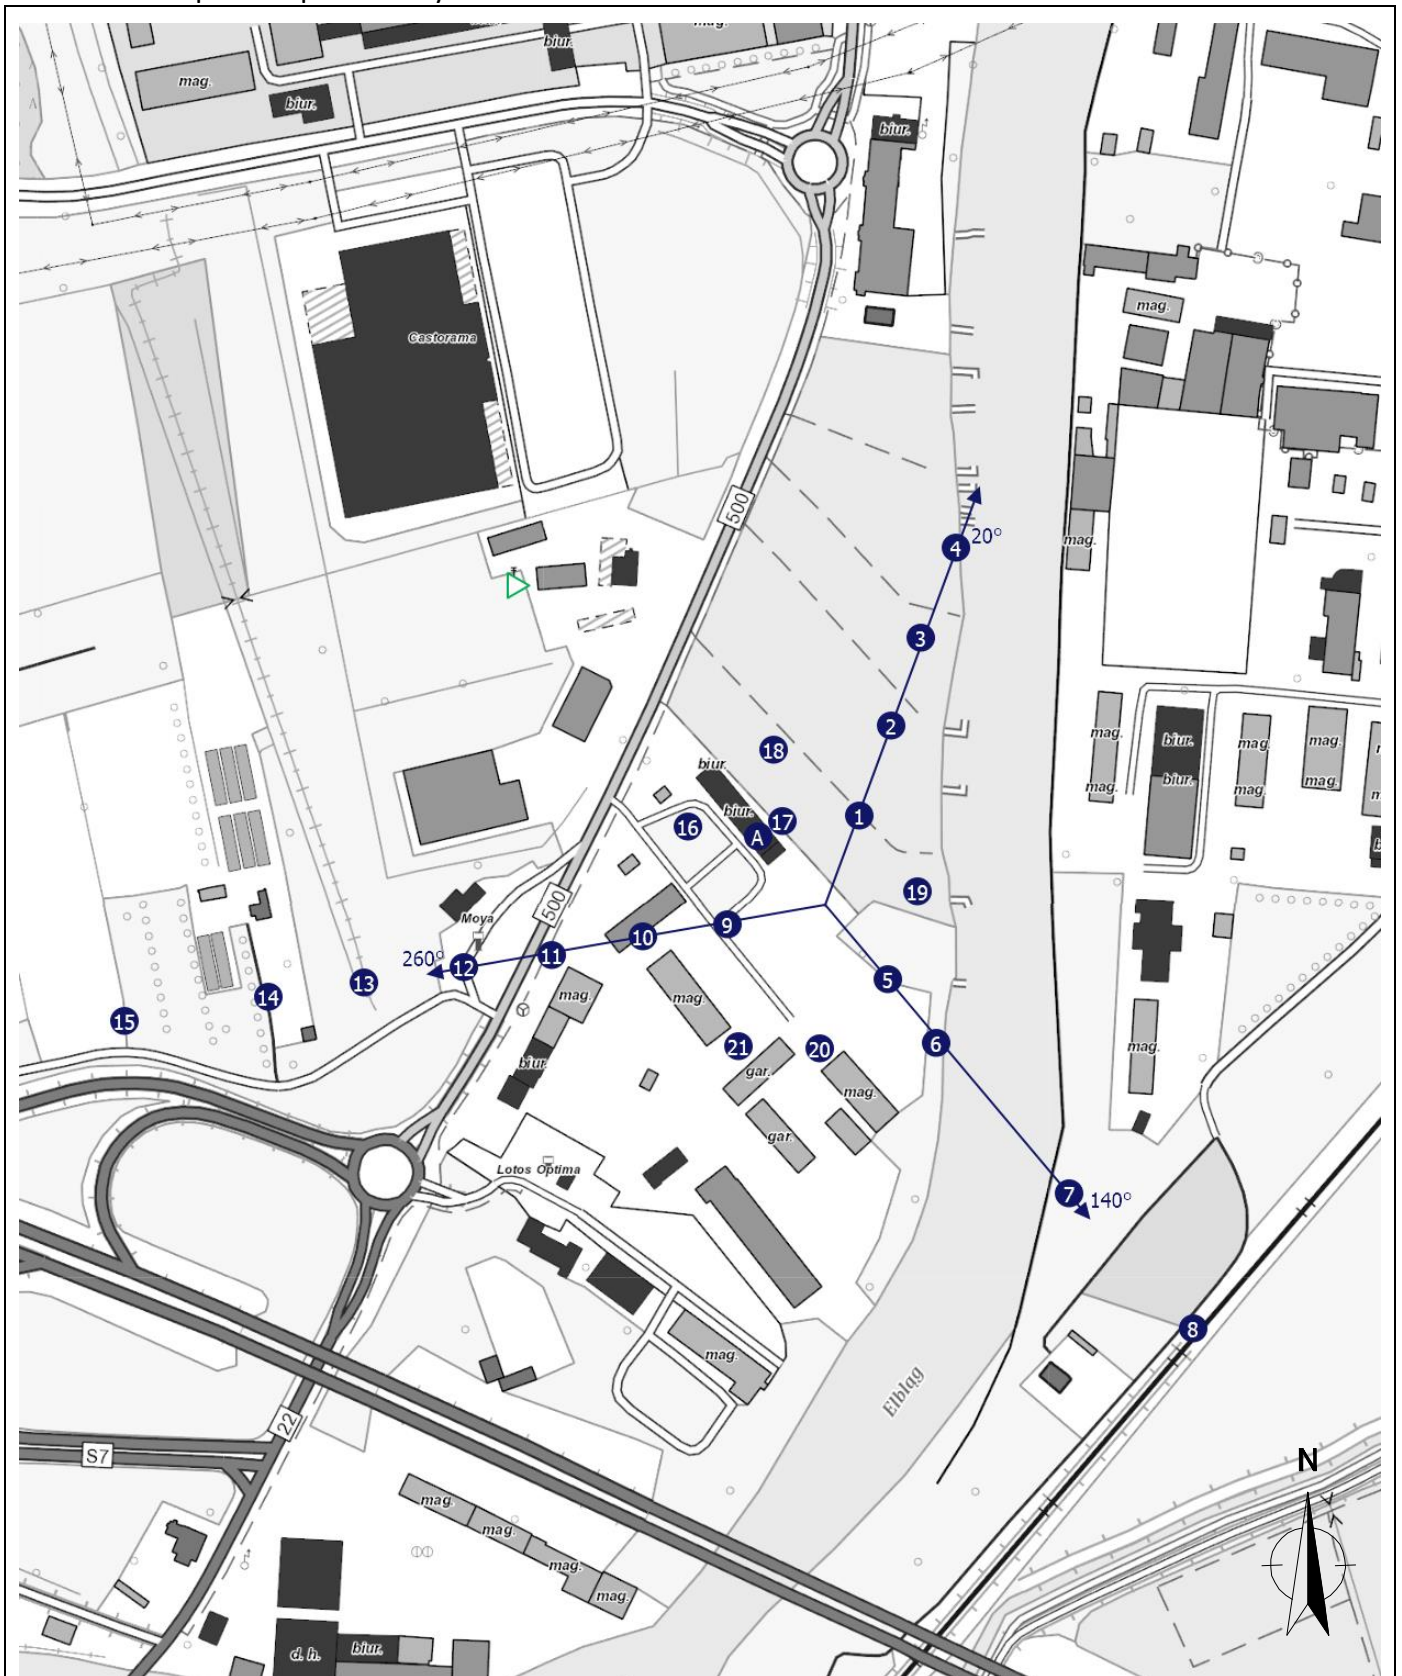 mag.
biur.
mag.
biur.
biur.
mag.
Castorama
500
mag.
4
20°
3
mag.
biur.
mag.
mag.
2
18
biur.
biur.
mag.
mag.
mag.
1
biur.
17
16
A
19
500
Moya
9
10
11
260°
12
5
13
mag.
mag.
14
15
6
21
20
mag.
biur.
gar.
mag.
gar.
Lotos Optima
7
140°
8
mag.
Elbląg
22
S7
N
mag.
mag.
mag.
mag.
d. h.
biur.